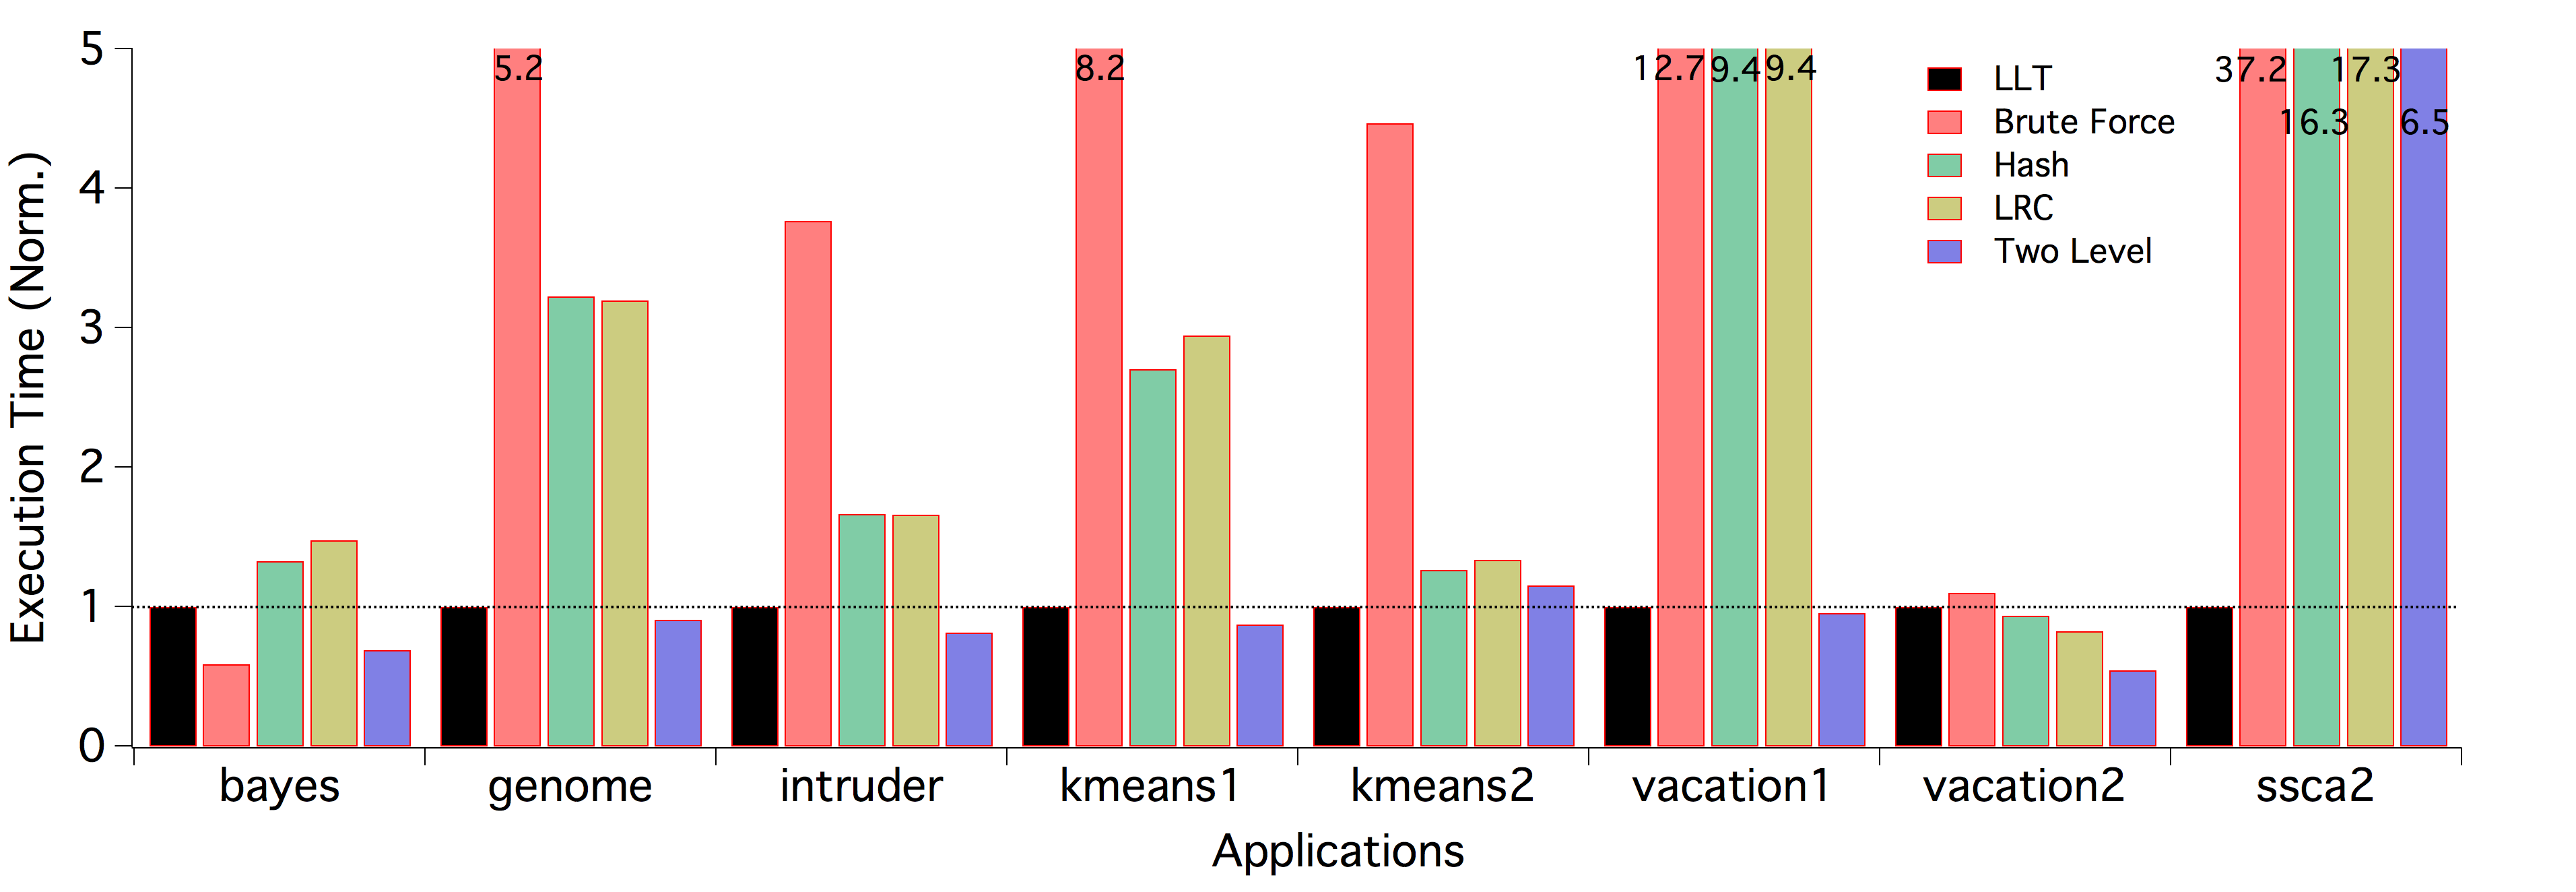 Execution Time (Norm.)
5
4
3
2
1
0
5.2
8.2
12.7
9.4
9.4
37.2
16.3
17.3
6.5
LLT
Brute Force
Hash
LRC
Two Level
bayes
genome
intruder
kmeans1
kmeans2
vacation1
vacation2
ssca2
Applications